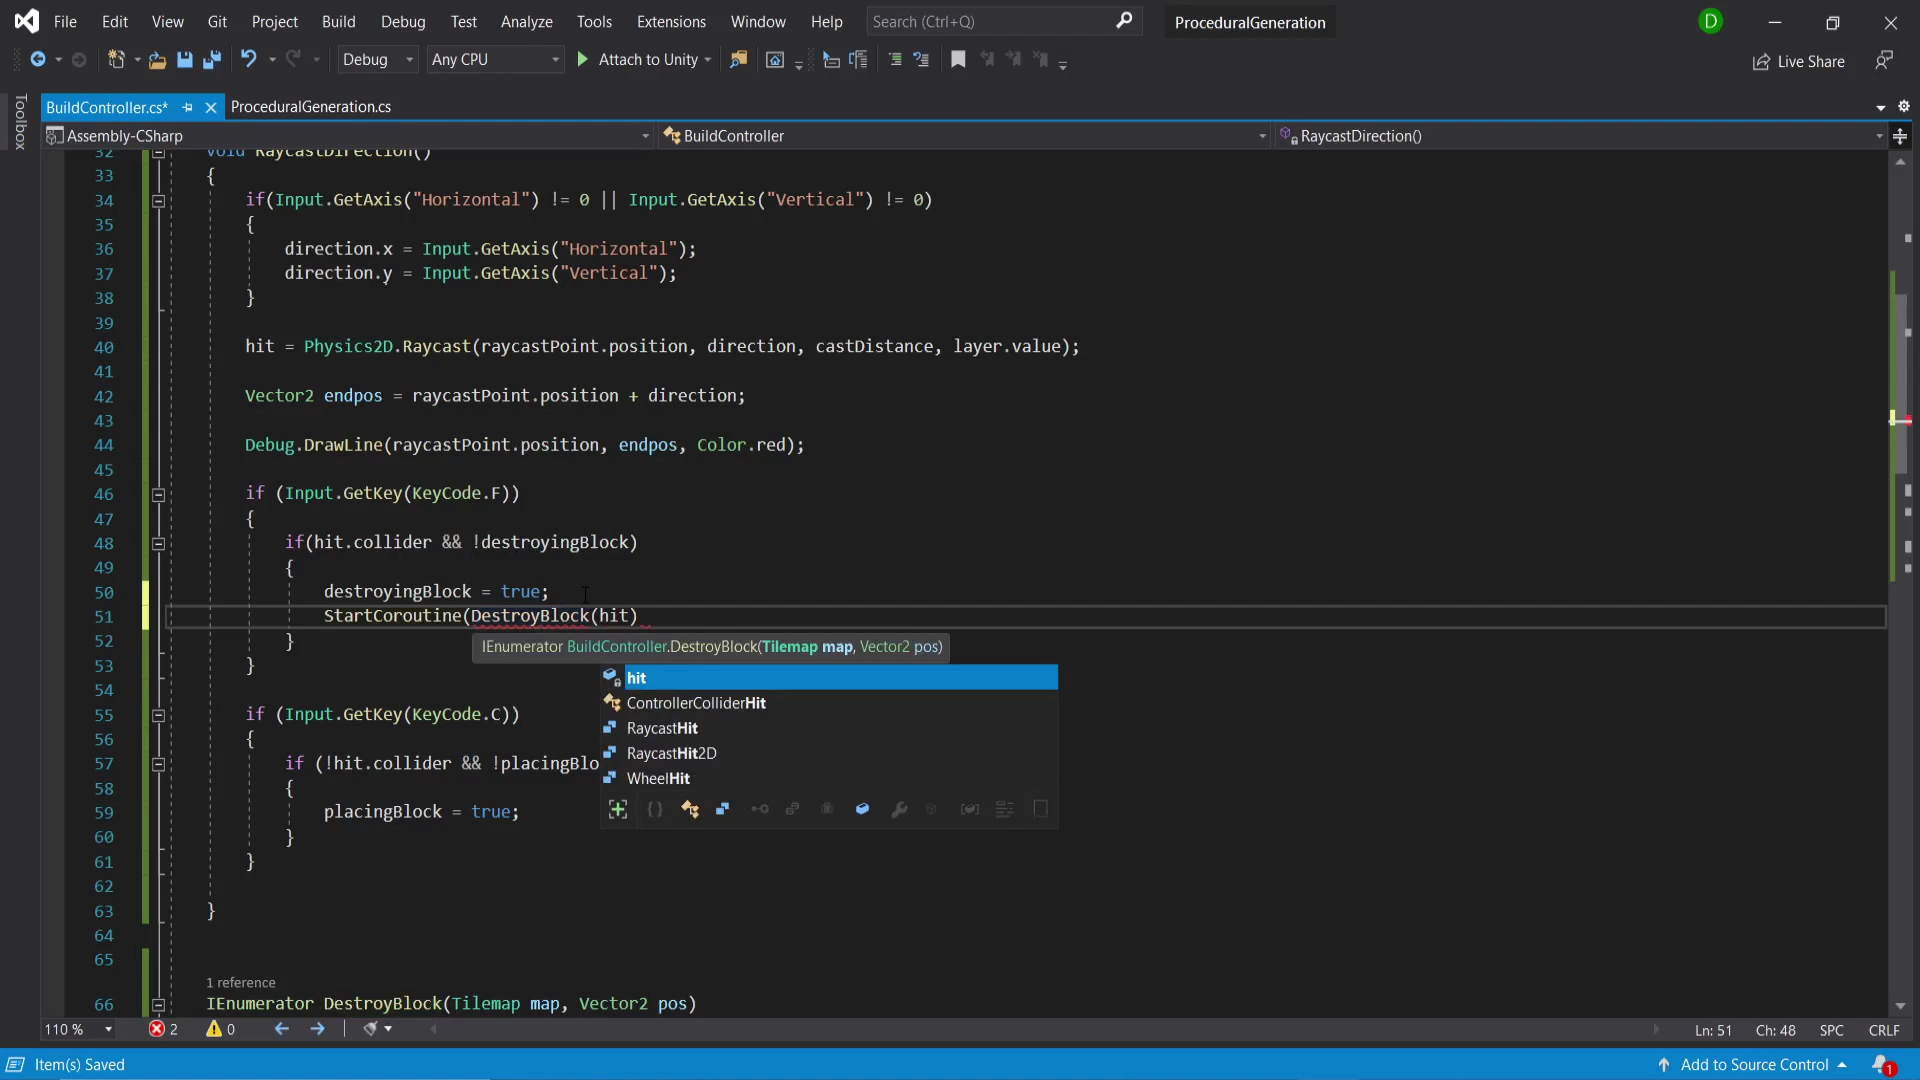 File Edit View Git Project Build Debug Test Analyze Tools Extensions Window Help Search (Ctrl+Q) ProceduralGeneration D
Debug Any CPU Attach to Unity Live Share
Toolbox
BuildController.cs* ProceduralGeneration.cs
Assembly-CSharp BuildController RaycastDirection()
32 void RaycastDirection()
33 {
34 if(Input.GetAxis("Horizontal") != 0 || Input.GetAxis("Vertical") != 0)
35 {
36 direction.x = Input.GetAxis("Horizontal");
37 direction.y = Input.GetAxis("Vertical");
38 }
39
40 hit = Physics2D.Raycast(raycastPoint.position, direction, castDistance, layer.value);
41
42 Vector2 endpos = raycastPoint.position + direction;
43
44 Debug.DrawLine(raycastPoint.position, endpos, Color.red);
45
46 if (Input.GetKey(KeyCode.F))
47 {
48 if(hit.collider && !destroyingBlock)
49 {
50 destroyingBlock = true;
51 StartCoroutine(DestroyBlock(hit)
52 }
IEnumerator BuildController.DestroyBlock(Tilemap map, Vector2 pos)
53 }
hit
54
ControllerColliderHit
55 if (Input.GetKey(KeyCode.C))
RaycastHit
56 {
RaycastHit2D
57 if (!hit.collider && !placingBlo
WheelHit
58 {
59 placingBlock = true;
60 }
61 }
62
63 }
64
65
1 reference
66 IEnumerator DestroyBlock(Tilemap map, Vector2 pos)
110 % 2 0 Ln: 51 Ch: 48 SPC CRLF
Item(s) Saved Add to Source Control 1